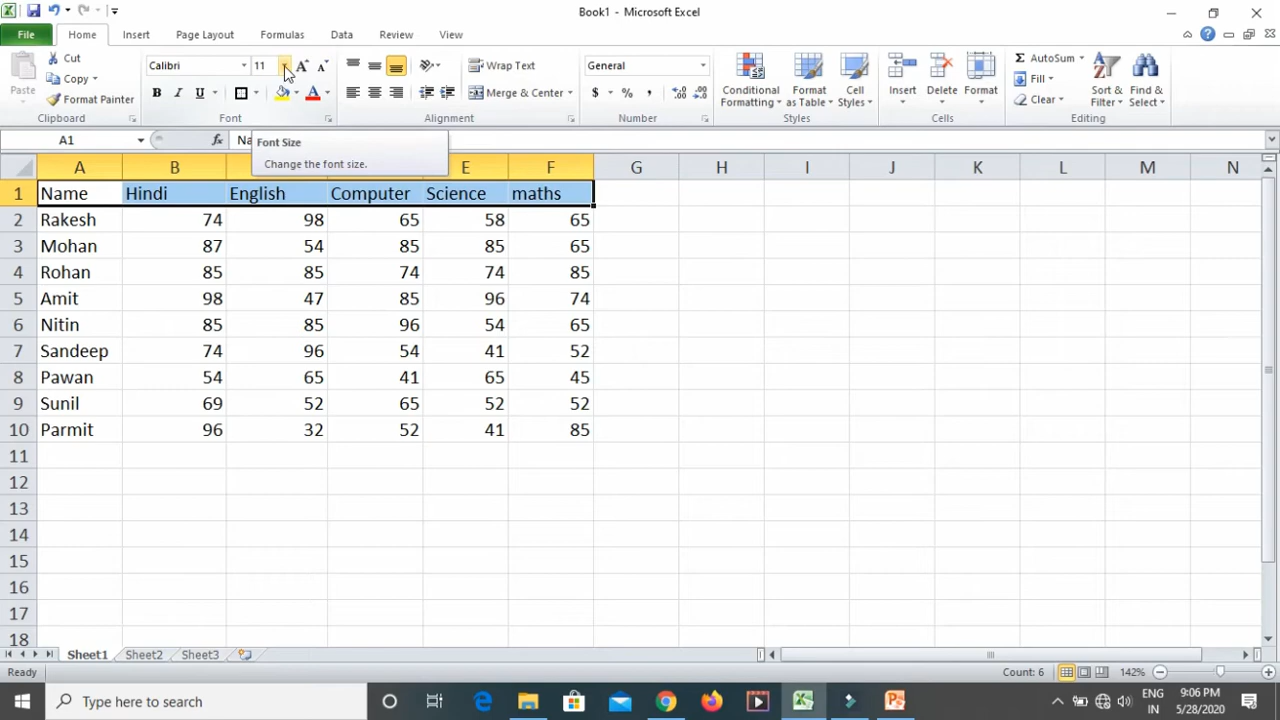 Book1 - Microsoft Excel
File Home Insert Page Layout Formulas Data Review View
Paste
Cut
Copy
Format Painter
Clipboard
Calibri 11
B I U
Font
Wrap Text
Merge & Center
Alignment
General
$ % ,
Number
Conditional Formatting
Format as Table
Cell Styles
Styles
Insert Delete Format
Cells
AutoSum
Fill
Clear
Sort & Filter
Find & Select
Editing
A1 fx Na
Font Size
Change the font size.
A B E F G H I J K L M N
1 Name Hindi English Computer Science maths
2 Rakesh 74 98 65 58 65
3 Mohan 87 54 85 85 65
4 Rohan 85 85 74 74 85
5 Amit 98 47 85 96 74
6 Nitin 85 85 96 54 65
7 Sandeep 74 96 54 41 52
8 Pawan 54 65 41 65 45
9 Sunil 69 52 65 52 52
10 Parmit 96 32 52 41 85
11
12
13
14
15
16
17
18
Sheet1 Sheet2 Sheet3
Ready Count: 6 142%
Type here to search
ENG 9:06 PM
IN 5/28/2020